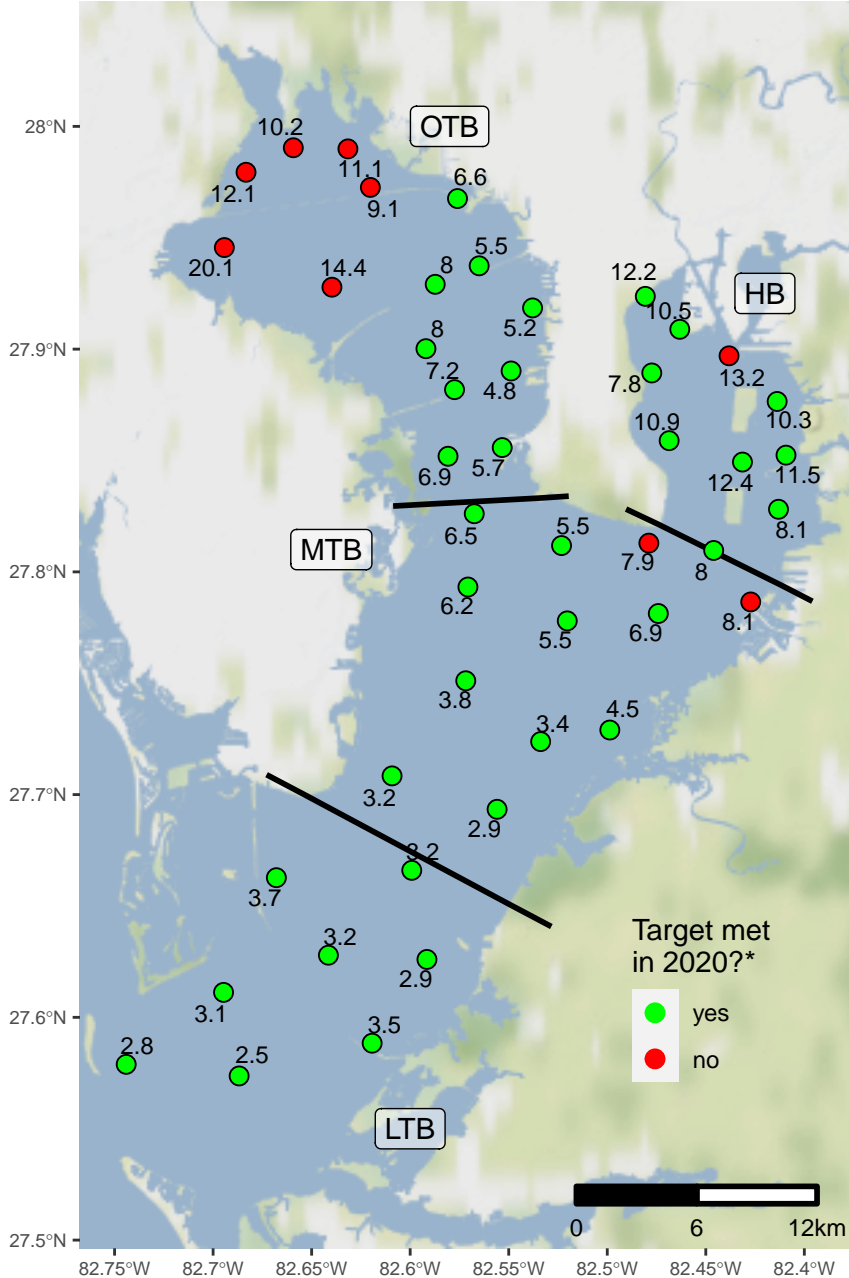 28°N
27.9°N
27.8°N
27.7°N
27.6°N
27.5°N
OTB
10.2
11.1
12.1
9.1
6.6
20.1
14.4
8
5.5
5.2
8
7.2
4.8
6.9
5.7
HB
12.2
10.5
13.2
7.8
10.3
10.9
12.4
11.5
8.1
8
MTB
6.5
5.5
7.9
8.1
6.2
5.5
6.9
3.8
3.4
4.5
3.2
2.9
3.2
3.7
3.2
2.9
3.1
3.5
2.8
2.5
LTB
Target met
in 2020?*
yes
no
0 6 12km
82.75°W 82.7°W 82.65°W 82.6°W 82.55°W 82.5°W 82.45°W 82.4°W